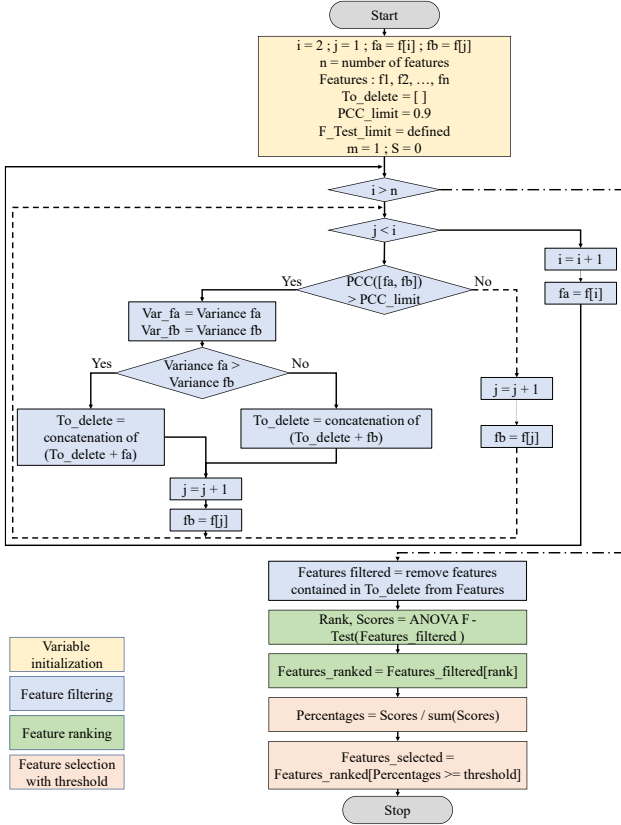 Start
i = 2 ; j = 1 ; fa = f[i] ; fb = f[j]
n = number of features
Features : f1, f2, …, fn
To_delete = [ ]
PCC_limit = 0.9
F_Test_limit = defined
m = 1 ; S = 0
i > n
j < i
i = i + 1
fa = f[i]
PCC([fa, fb])
> PCC_limit
Yes
No
Var_fa = Variance fa
Var_fb = Variance fb
Variance fa >
Variance fb
Yes
No
j = j + 1
fb = f[j]
To_delete =
concatenation of
(To_delete + fa)
To_delete = concatenation of
(To_delete + fb)
j = j + 1
fb = f[j]
Features filtered = remove features
contained in To_delete from Features
Rank, Scores = ANOVA F -
Test(Features_filtered )
Features_ranked = Features_filtered[rank]
Percentages = Scores / sum(Scores)
Features_selected =
Features_ranked[Percentages >= threshold]
Stop
Variable
initialization
Feature filtering
Feature ranking
Feature selection
with threshold